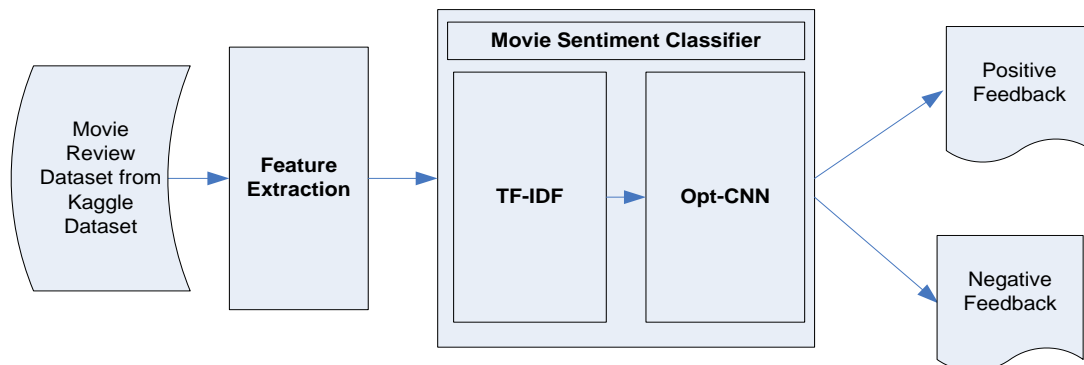 Movie
Review
Dataset from
Kaggle
Dataset
Feature
Extraction
Movie Sentiment Classifier
TF-IDF
Opt-CNN
Positive
Feedback
Negative
Feedback